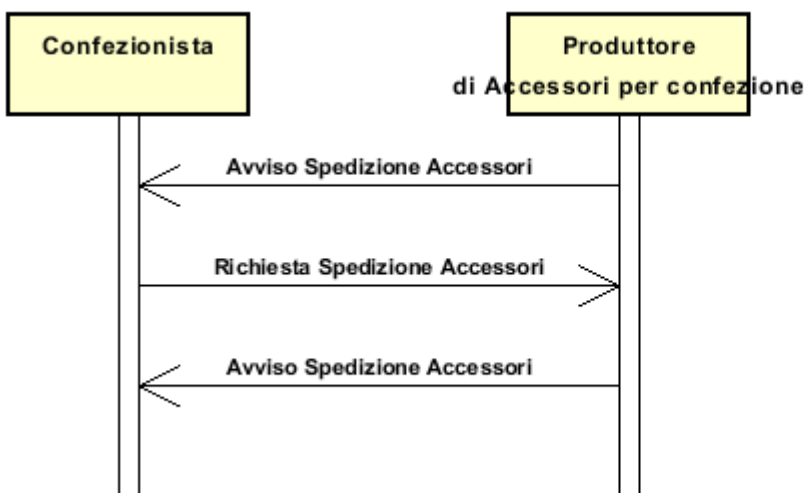 Confezionista
Produttore
di Accessori per confezione
Avviso Spedizione Accessori
Richiesta Spedizione Accessori
Avviso Spedizione Accessori